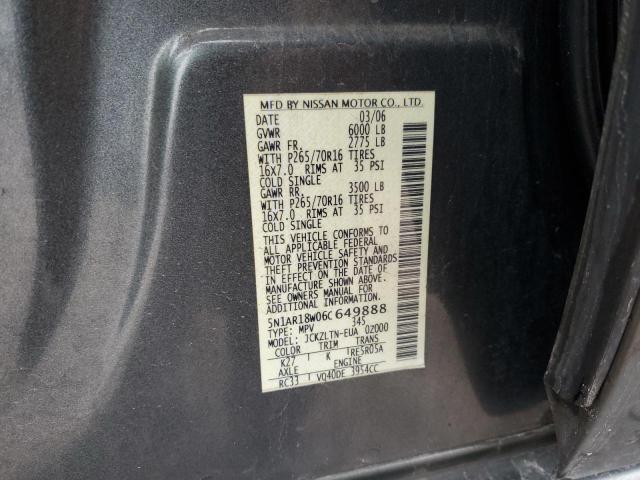 MFD BY NISSAN MOTOR CO., LTD.
DATE 03/06
GVWR 6000 LB
GAWR FR. 2775 LB
WITH P265/70R16 TIRES
16X7.0 RIMS AT 35 PSI
COLD SINGLE
GAWR RR. 3500 LB
WITH P265/70R16 TIRES
16X7.0 RIMS AT 35 PSI
COLD SINGLE
THIS VEHICLE CONFORMS TO
ALL APPLICABLE FEDERAL
MOTOR VEHICLE SAFETY AND
THEFT PREVENTION STANDARDS
IN EFFECT ON THE DATE OF
MANUFACTURE SHOWN ABOVE.
SEE OWNERS MANUAL FOR
ADDITIONAL INFORMATION.
5N1AR18W06C649888
TYPE: MPV 345
MODEL: JCKZLTN-EUA 02000
COLOR TRIM TRANS
K27 K RE5R05A
AXLE ENGINE
RC33 VQ40DE 3954CC